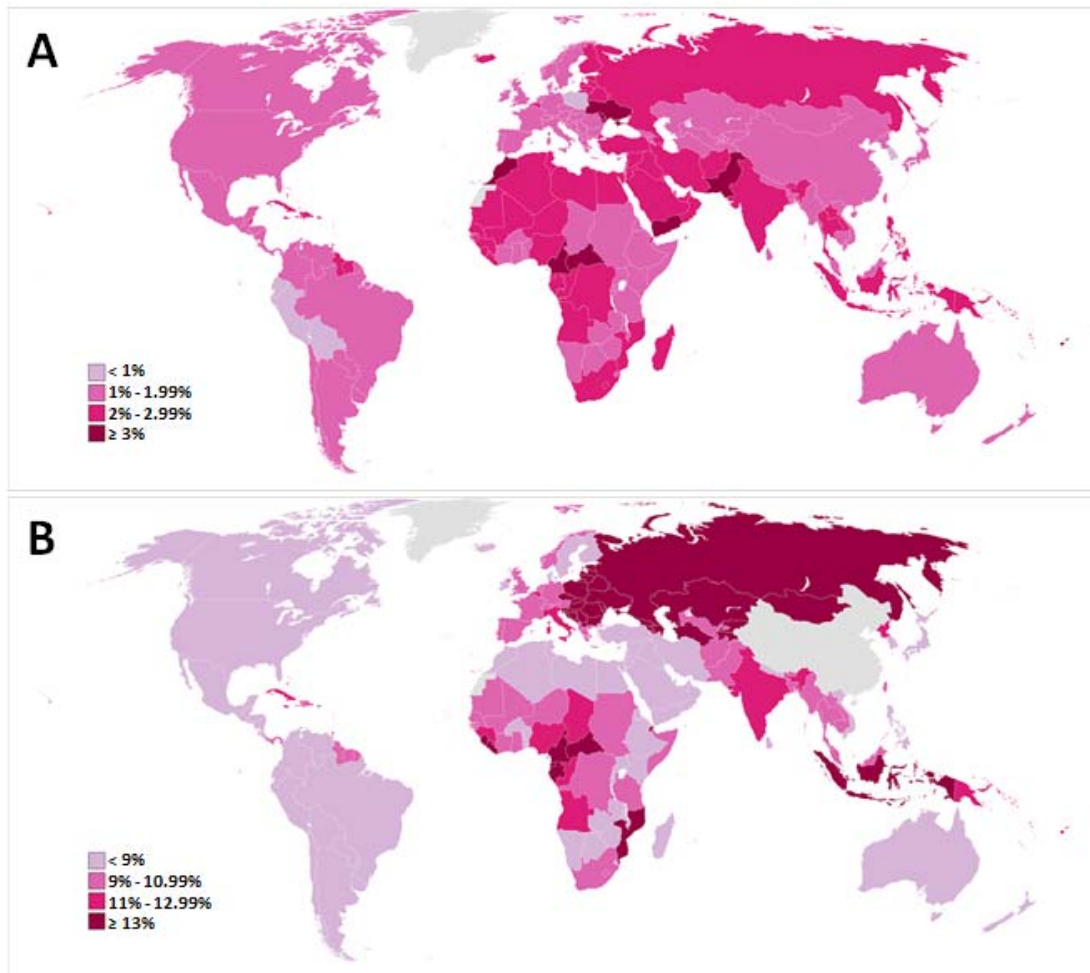 A
< 1%
1% - 1.99%
2% - 2.99%
≥ 3%
B
< 9%
9% - 10.99%
11% - 12.99%
≥ 13%